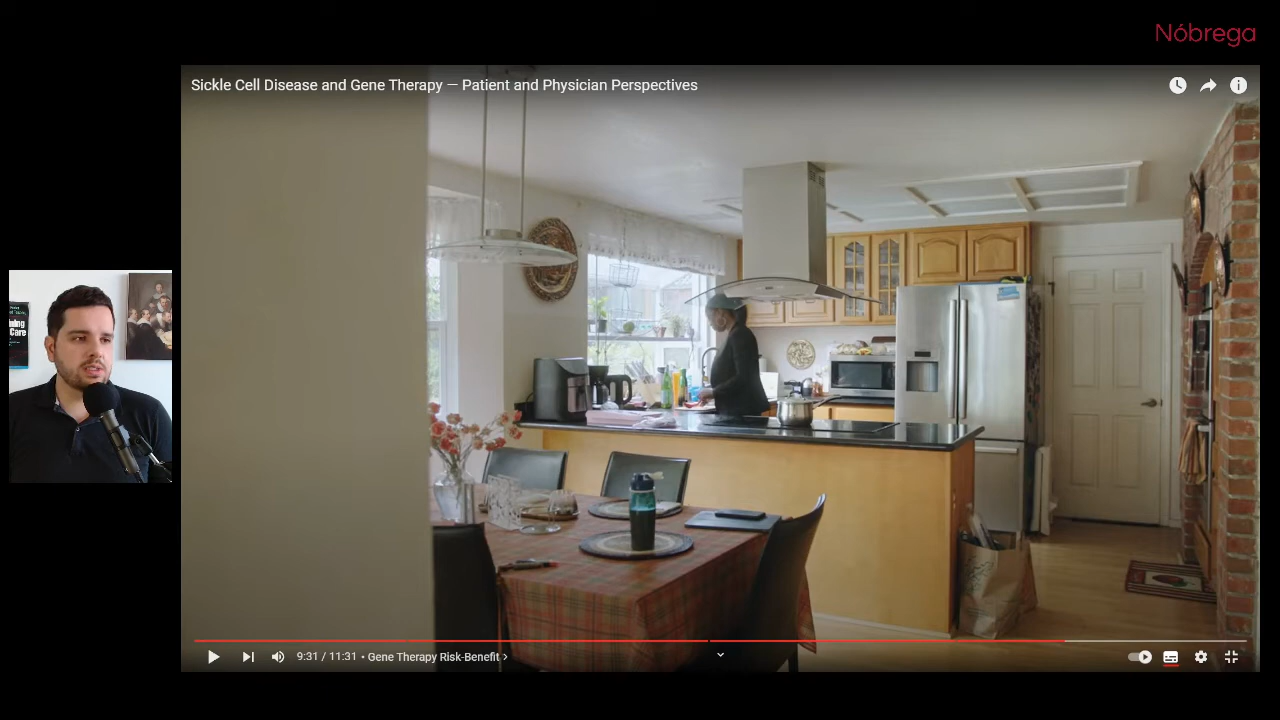 Nóbrega
Sickle Cell Disease and Gene Therapy — Patient and Physician Perspectives
Care
9:31 / 11:31 • Gene Therapy Risk-Benefit ›